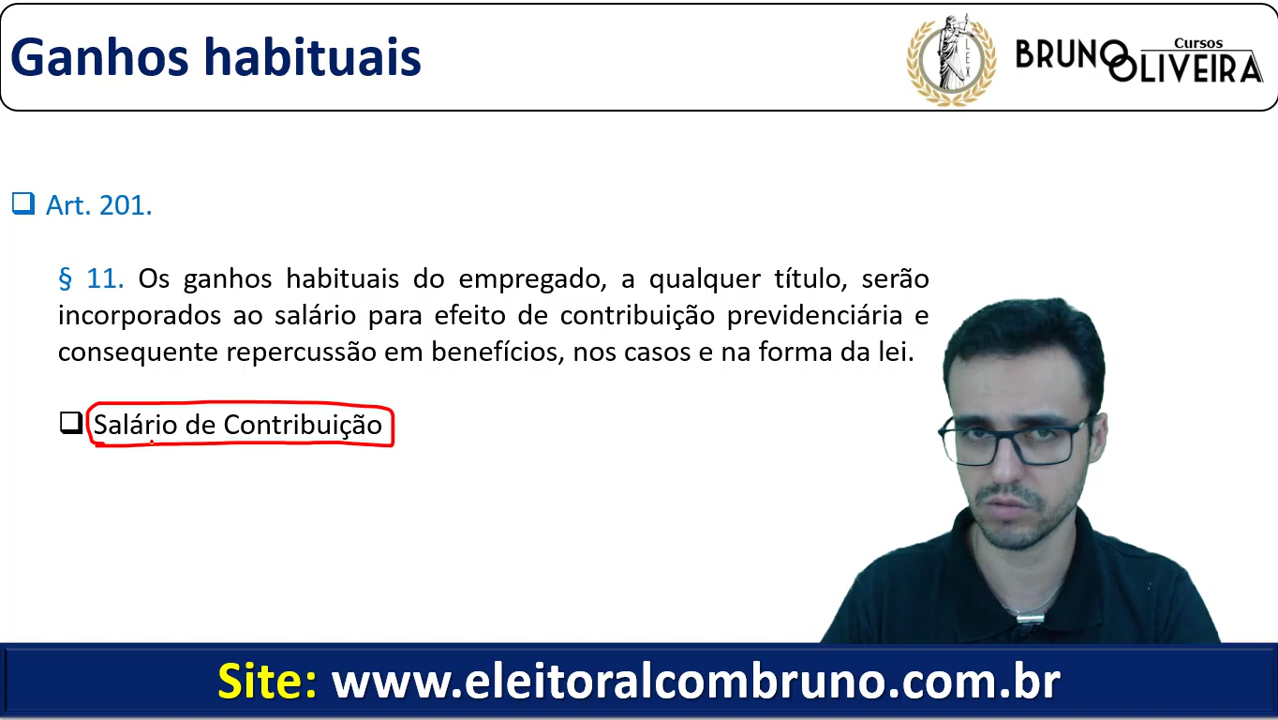 Ganhos habituais
LEX
Cursos
BRUNO OLIVEIRA
Art. 201.
§ 11. Os ganhos habituais do empregado, a qualquer título, serão
incorporados ao salário para efeito de contribuição previdenciária e
consequente repercussão em benefícios, nos casos e na forma da lei.
Salário de Contribuição
Site: www.eleitoralcombruno.com.br